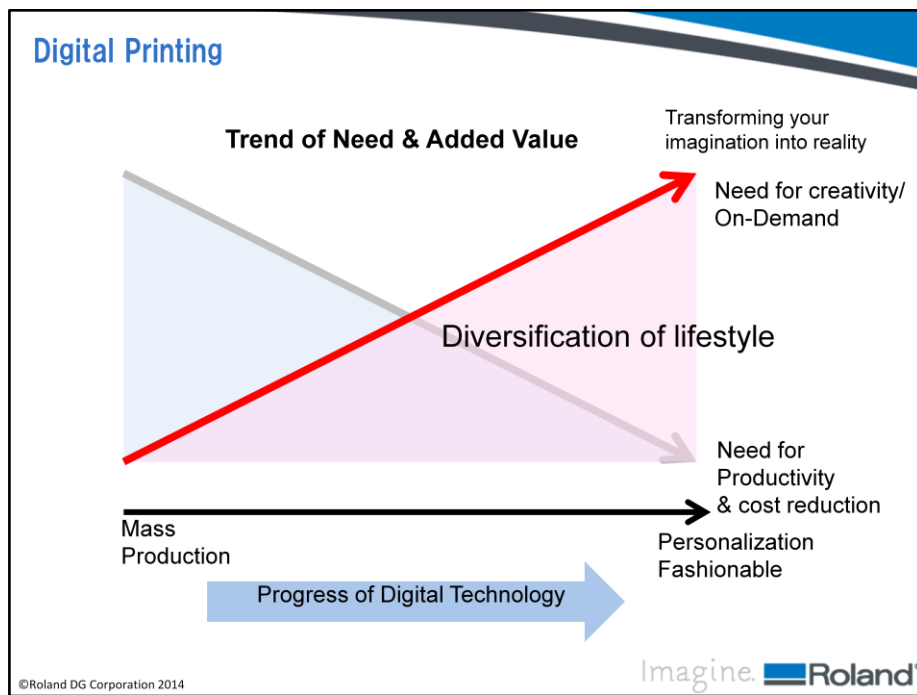 Digital Printing
Trend of Need & Added Value
Transforming your
imagination into reality
Need for creativity/
On-Demand
Diversification of lifestyle
Need for
Productivity
& cost reduction
Mass
Production
Personalization
Fashionable
Progress of Digital Technology
©Roland DG Corporation 2014
Imagine. Roland®